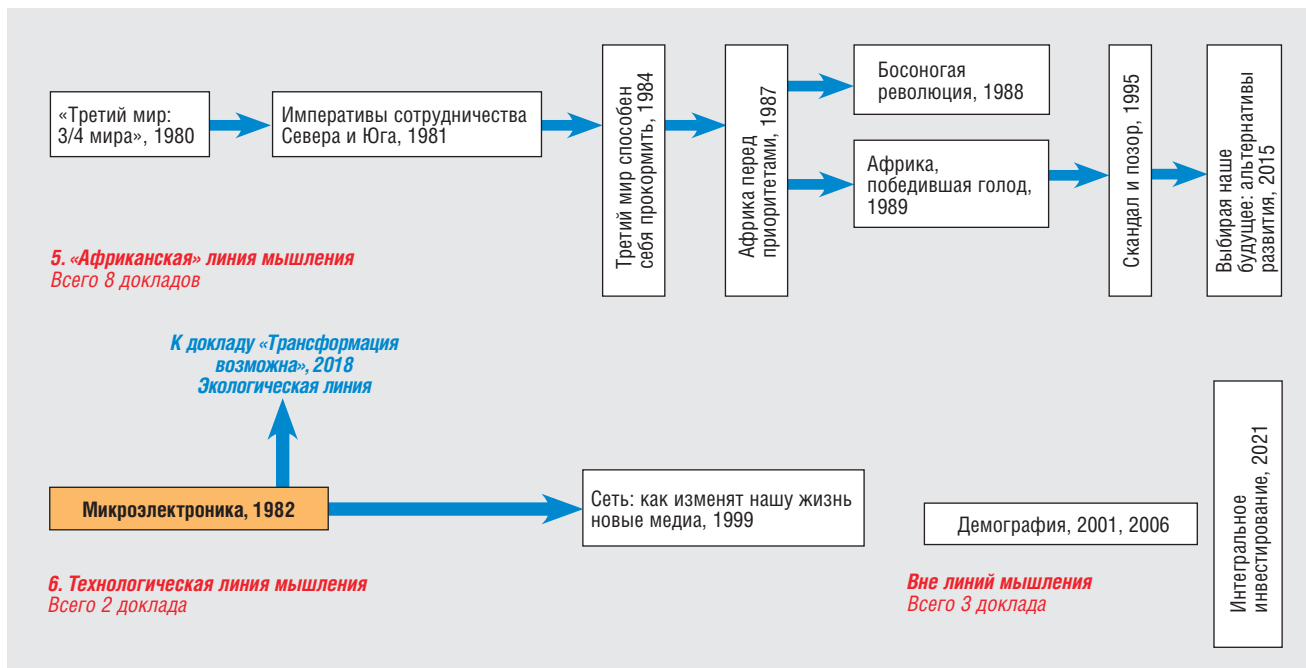 «Третий мир:
3/4 мира», 1980
Императивы сотрудничества
Севера и Юга, 1981
Третий мир способен
себя прокормить, 1984
Африка перед
приоритетами, 1987
Босоногая
революция, 1988
Африка,
победившая голод,
1989
Скандал и позор, 1995
Выбирая наше
будущее: альтернативы
развития, 2015
5. «Африканская» линия мышления
Всего 8 докладов
К докладу «Трансформация
возможна», 2018
Экологическая линия
Микроэлектроника, 1982
Сеть: как изменят нашу жизнь
новые медиа, 1999
6. Технологическая линия мышления
Всего 2 доклада
Демография, 2001, 2006
Интегральное
инвестирование, 2021
Вне линий мышления
Всего 3 доклада